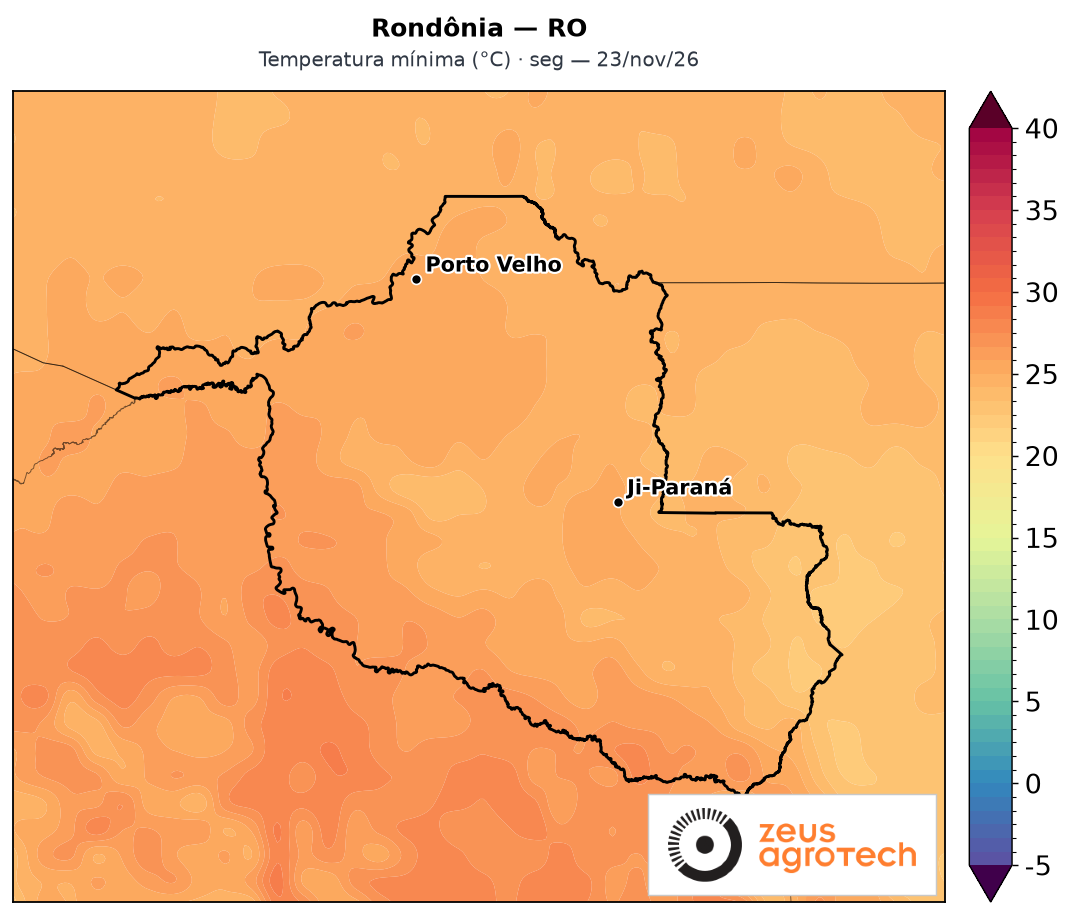 Rondônia — RO
Temperatura mínima (°C) · seg — 23/nov/26
Porto Velho
Ji-Paraná
40
35
30
25
20
15
10
5
0
-5
zeus
agrotech